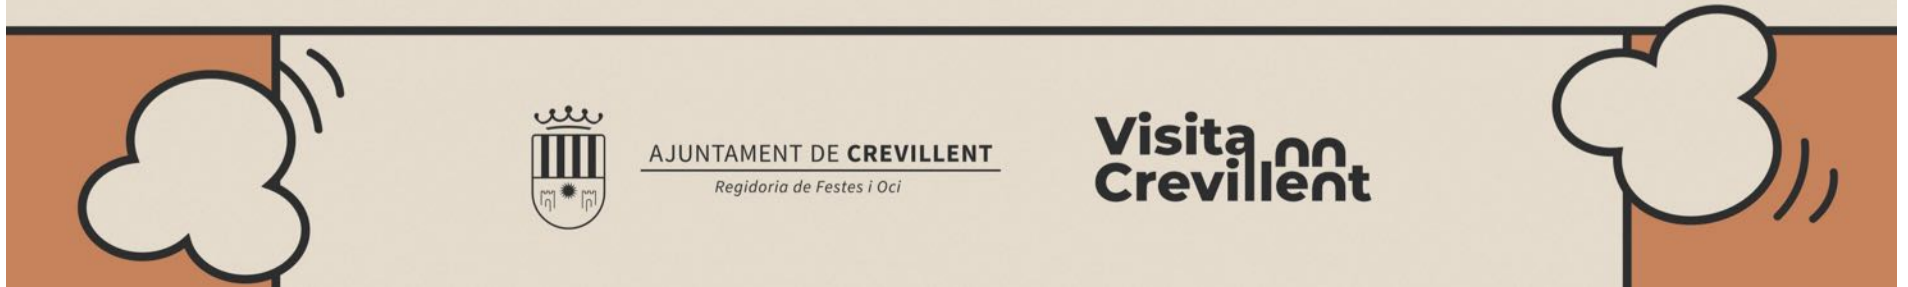 AJUNTAMENT DE CREVILLENT
Regidoria de Festes i Oci
Visita
Crevillent